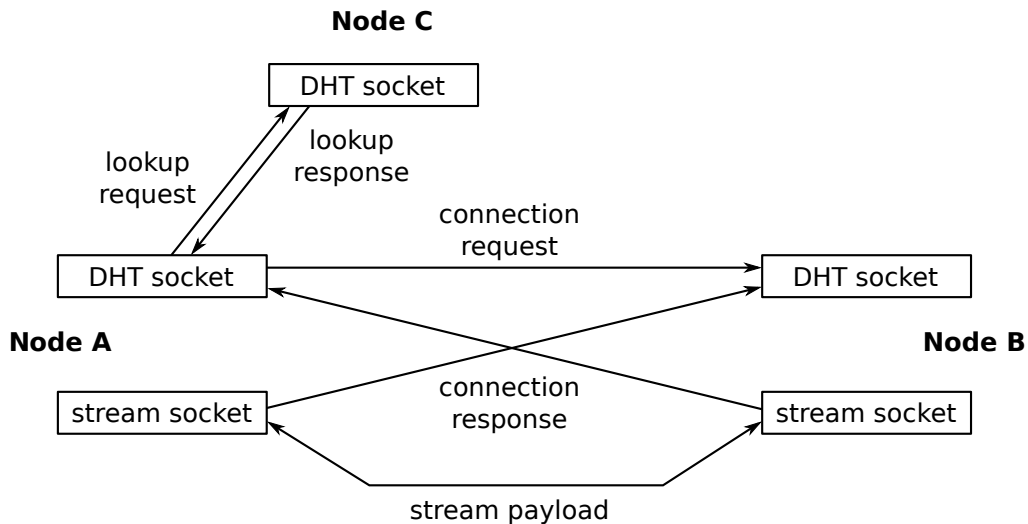 Node C
DHT socket
lookup
request
lookup
response
connection
request
DHT socket
DHT socket
Node A
Node B
connection
response
stream socket
stream socket
stream payload